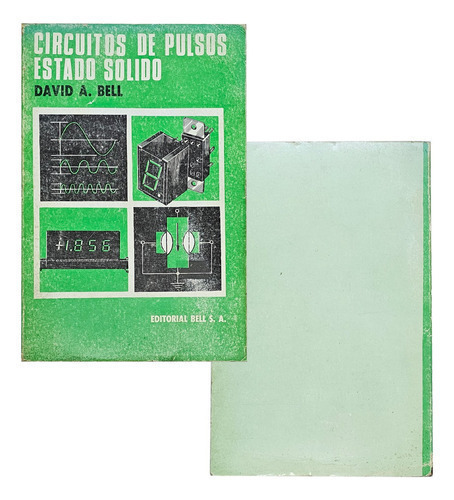 CIRCUITOS DE PULSOS
ESTADO SOLIDO
DAVID A. BELL
+1.856
EDITORIAL BELL S. A.